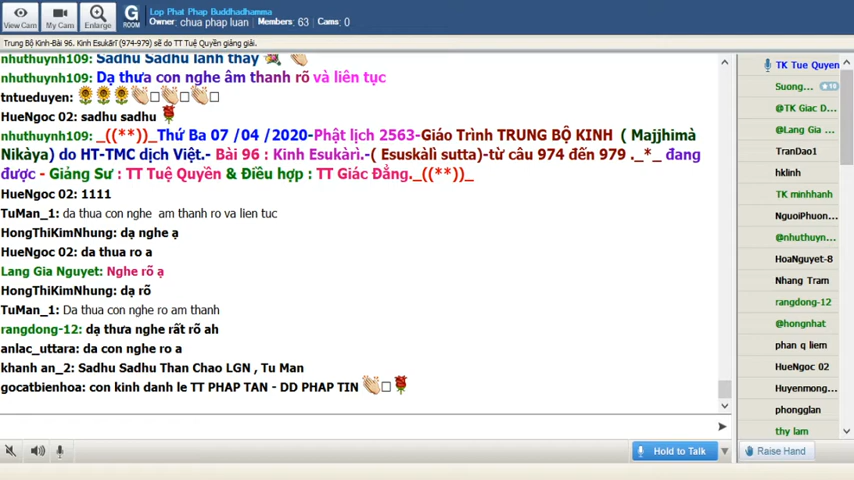 View Cam
My Cam
Enlarge
G ROOM
Lop Phat Phap Buddhadhamma
Owner: chua phap luan Members: 63 Cams: 0
Trung Bộ Kinh-Bài 96. Kinh Esukārī (974-979) sẽ do TT Tuệ Quyền giảng giải.
nhuthuynh109: Sadhu Sadhu lành thay
nhuthuynh109: Dạ thưa con nghe âm thanh rõ và liên tục
tntueduyen:
HueNgoc 02: sadhu sadhu
nhuthuynh109: _((**))_Thứ Ba 07 /04 /2020-Phật lịch 2563-Giáo Trình TRUNG BỘ KINH ( Majjhimà
Nikàya) do HT-TMC dịch Việt.- Bài 96 : Kinh Esukàrì.-( Esuskàlì sutta)-từ câu 974 đến 979 ._*_ đang
được - Giảng Sư : TT Tuệ Quyền & Điều hợp : TT Giác Đẳng._((**))_
HueNgoc 02: 1111
TuMan_1: da thua con nghe am thanh ro va lien tuc
HongThiKimNhung: dạ nghe ạ
HueNgoc 02: da thua ro a
Lang Gia Nguyet: Nghe rõ ạ
HongThiKimNhung: dạ rõ
TuMan_1: Da thua con nghe ro am thanh
rangdong-12: dạ thưa nghe rất rõ ah
anlac_uttara: da con nghe ro a
khanh an_2: Sadhu Sadhu Than Chao LGN , Tu Man
gocatbienhoa: con kinh danh le TT PHAP TAN - DD PHAP TIN
TK Tue Quyen
Suong...
@TK Giac D...
@Lang Gia ...
TranDao1
hklinh
TK minhhanh
NguoiPhuon...
@nhuthuyn...
HoaNguyet-8
Nhang Tram
rangdong-12
@hongnhat
phan q liem
HueNgoc 02
Huyenmong...
phongglan
thy lam
Hold to Talk
Raise Hand